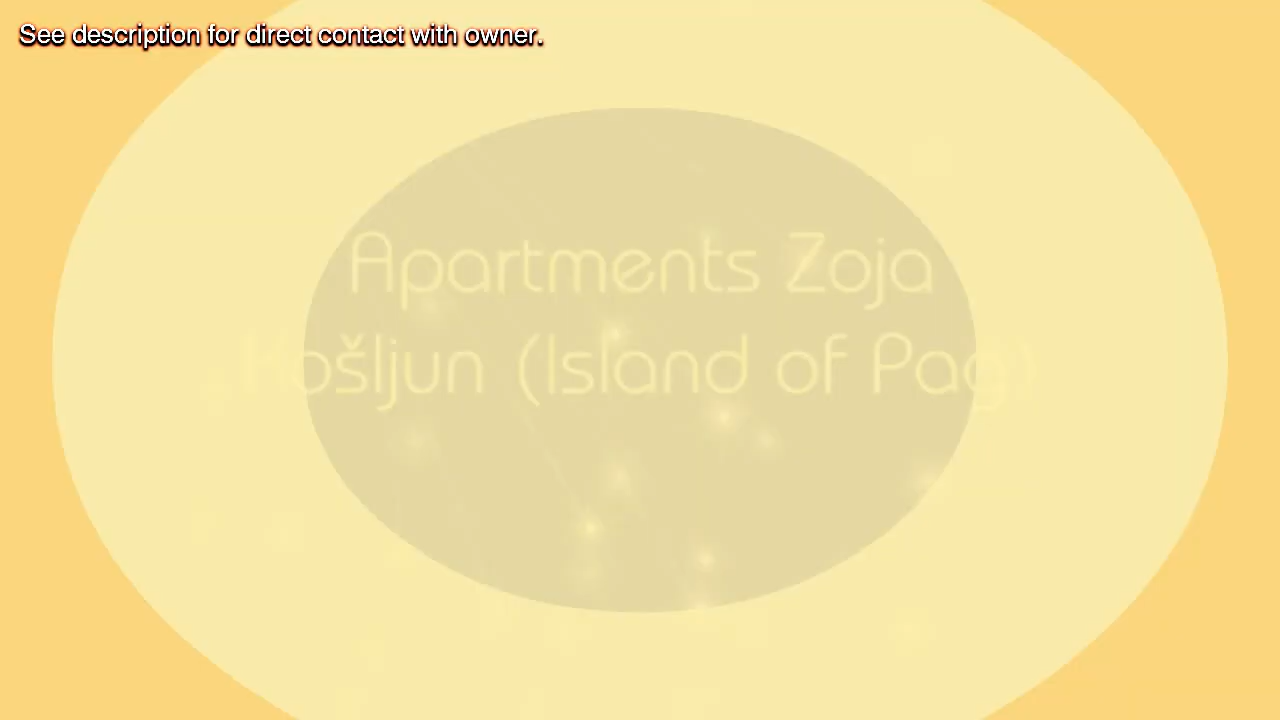 See description for direct contact with owner.
Apartments Zoja
Košljun (Island of Pag)